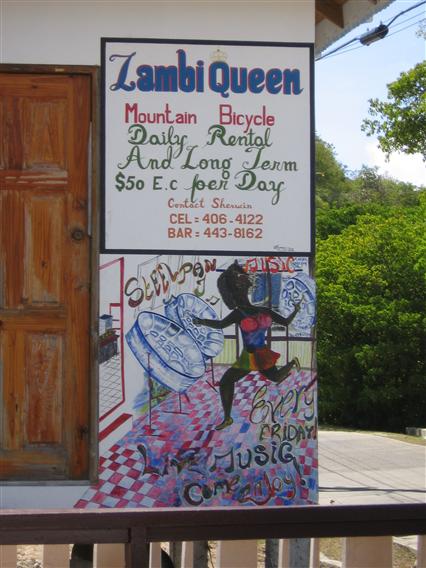 Zambi Queen
Mountain Bicycle
Daily Rental
And Long Term
$50 E.C per Day
Contact Sherwin
CEL: 406-4122
BAR: 443-8162
STEELPAN MUSIC
Every
FRIDAY
LIVE MUSIC
Come enjoy!